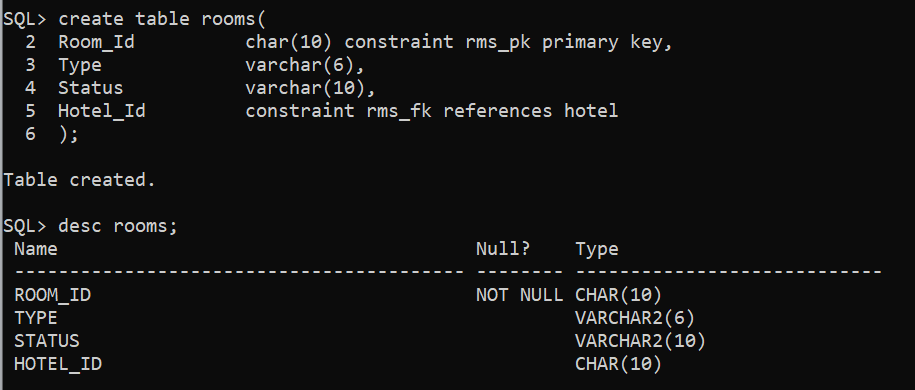 SQL> create table rooms(
  2  Room_Id          char(10) constraint rms_pk primary key,
  3  Type             varchar(6),
  4  Status           varchar(10),
  5  Hotel_Id         constraint rms_fk references hotel
  6  );
Table created.
SQL> desc rooms;
 Name                                      Null?    Type
 ----------------------------------------- -------- ----------------------------
 ROOM_ID                                   NOT NULL CHAR(10)
 TYPE                                               VARCHAR2(6)
 STATUS                                             VARCHAR2(10)
 HOTEL_ID                                           CHAR(10)